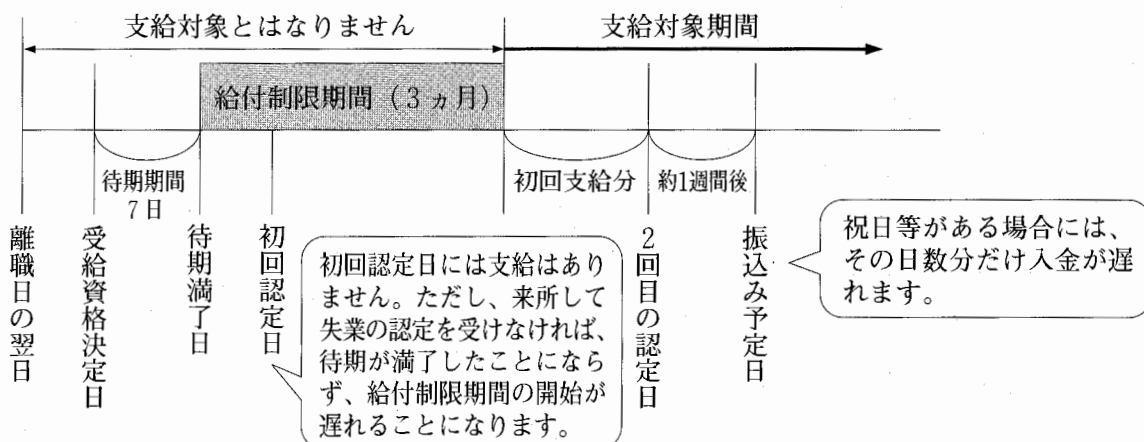 支給対象とはなりません
支給対象期間
給付制限期間（3ヵ月）
待期期間
7日
初回支給分
約1週間後
離職日の翌日
受給資格決定日
待期満了日
初回認定日
初回認定日には支給はあり
ません。ただし、来所して
失業の認定を受けなければ、
待期が満了したことになら
ず、給付制限期間の開始が
遅れることになります。
2回目の認定日
振込み予定日
祝日等がある場合には、
その日数分だけ入金が遅
れます。